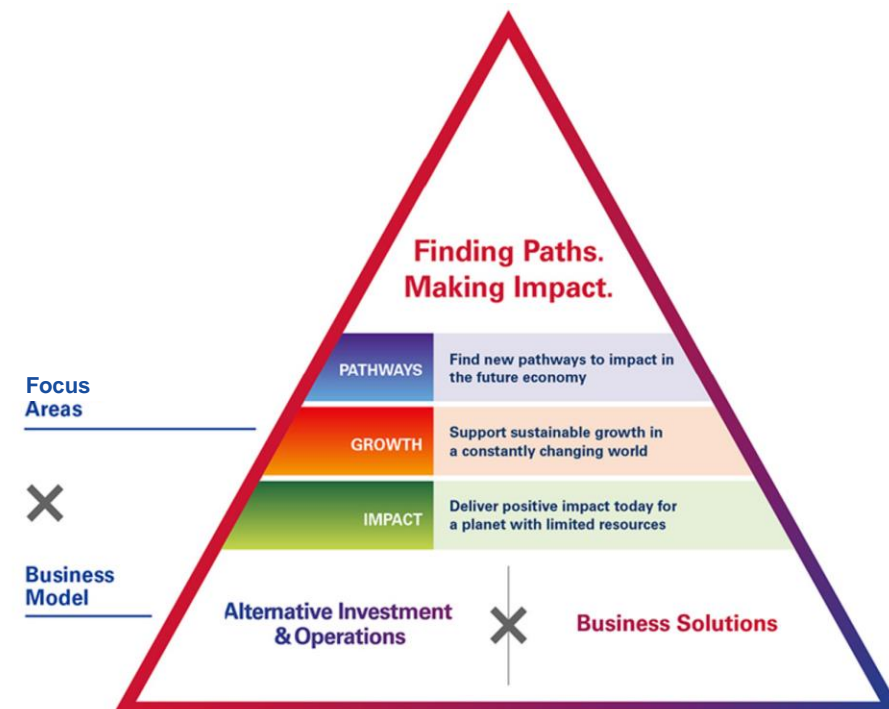 Finding Paths.
Making Impact.
PATHWAYS
Find new pathways to impact in
the future economy
Focus
Areas
GROWTH
Support sustainable growth in
a constantly changing world
IMPACT
Deliver positive impact today for
a planet with limited resources
Business
Model
Alternative Investment
& Operations
Business Solutions